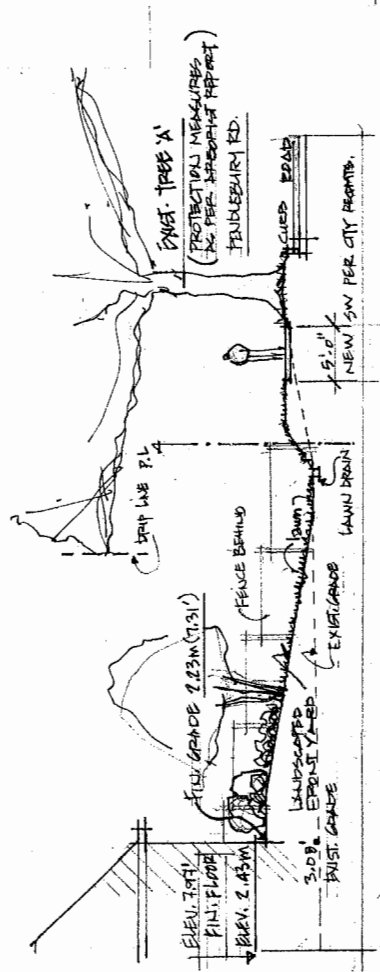 EXIST. TREE 'A'
(PROTECTION MEASURES
AS PER ARBORIST REPORT)
PENDLEBURY RD.
DRIP LINE
P.L.
FIN. GRADE 2.23m (7.31')
FENCE BEHIND
CURB
ROAD
ELEV. 7.97'
FIN. FLOOR
ELEV. 2.43m
LAWN
5'.0"
NEW SW PER CITY REQMTS.
LAWN DRAIN
EXIST. GRADE
LANDSCAPED
FRONT YARD
3.08'
EXIST. GRADE